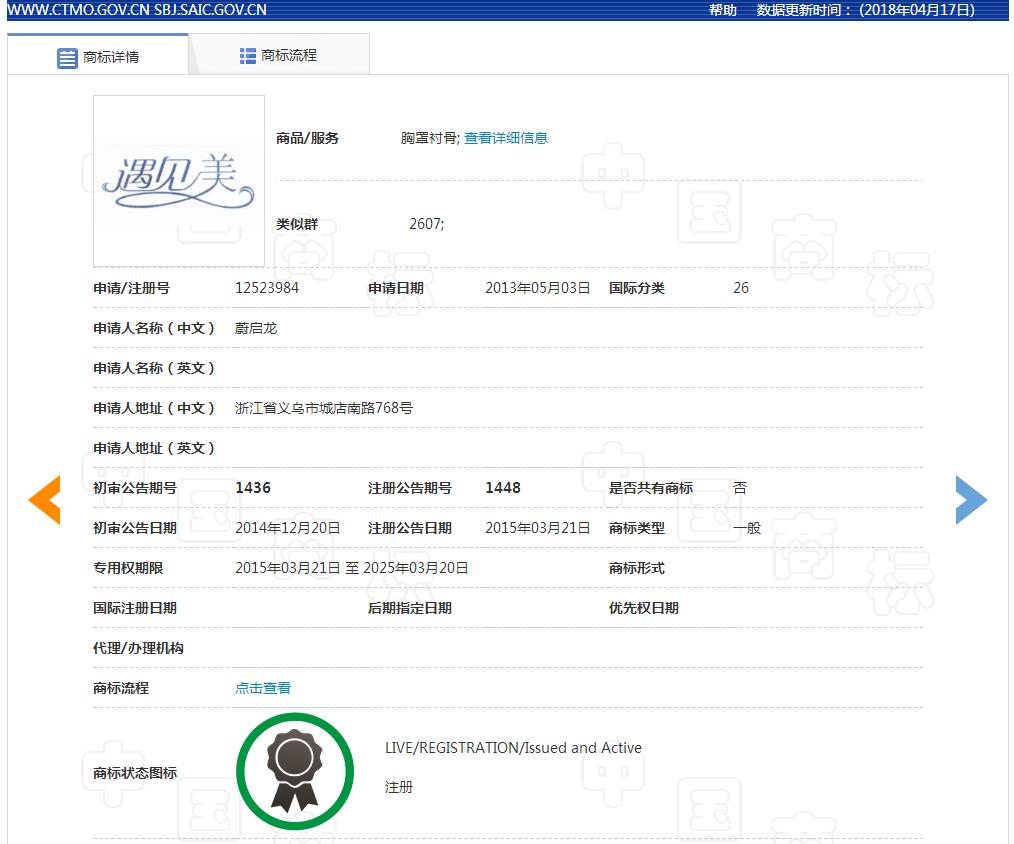 WWW.CTMO.GOV.CN SBJ.SAIC.GOV.CN 帮助 数据更新时间： (2018年04月17日)
商标详情 商标流程
遇见美
商品/服务 胸罩衬骨; 查看详细信息
类似群 2607;
申请/注册号 12523984 申请日期 2013年05月03日 国际分类 26
申请人名称（中文） 蔚启龙
申请人名称（英文）
申请人地址（中文） 浙江省义乌市城店南路768号
申请人地址（英文）
初审公告期号 1436 注册公告期号 1448 是否共有商标 否
初审公告日期 2014年12月20日 注册公告日期 2015年03月21日 商标类型 一般
专用权期限 2015年03月21日 至 2025年03月20日 商标形式
国际注册日期 后期指定日期 优先权日期
代理/办理机构
商标流程 点击查看
商标状态图标 LIVE/REGISTRATION/Issued and Active
注册
中国商标